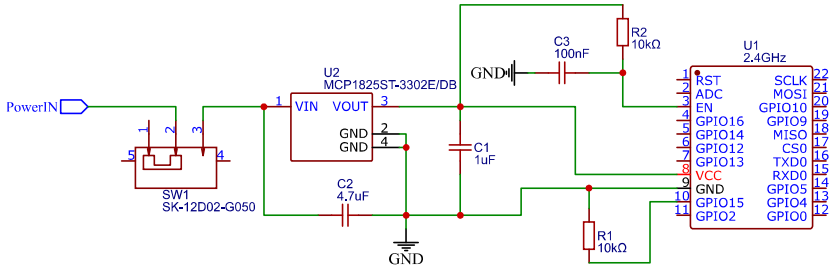 PowerIN
1
2
3
5
4
SW1
SK-12D02-G050
U2
MCP1825ST-3302E/DB
1
VIN
VOUT
3
GND
2
GND
4
C2
4.7uF
GND
C1
1uF
GND
C3
100nF
R2
10kΩ
R1
10kΩ
U1
2.4GHz
1 RST SCLK 22
2 ADC MOSI 21
3 EN GPIO10 20
4 GPIO16 GPIO9 19
5 GPIO14 MISO 18
6 GPIO12 CS0 17
7 GPIO13 TXD0 16
8 VCC RXD0 15
9 GND GPIO5 14
10 GPIO15 GPIO4 13
11 GPIO2 GPIO0 12